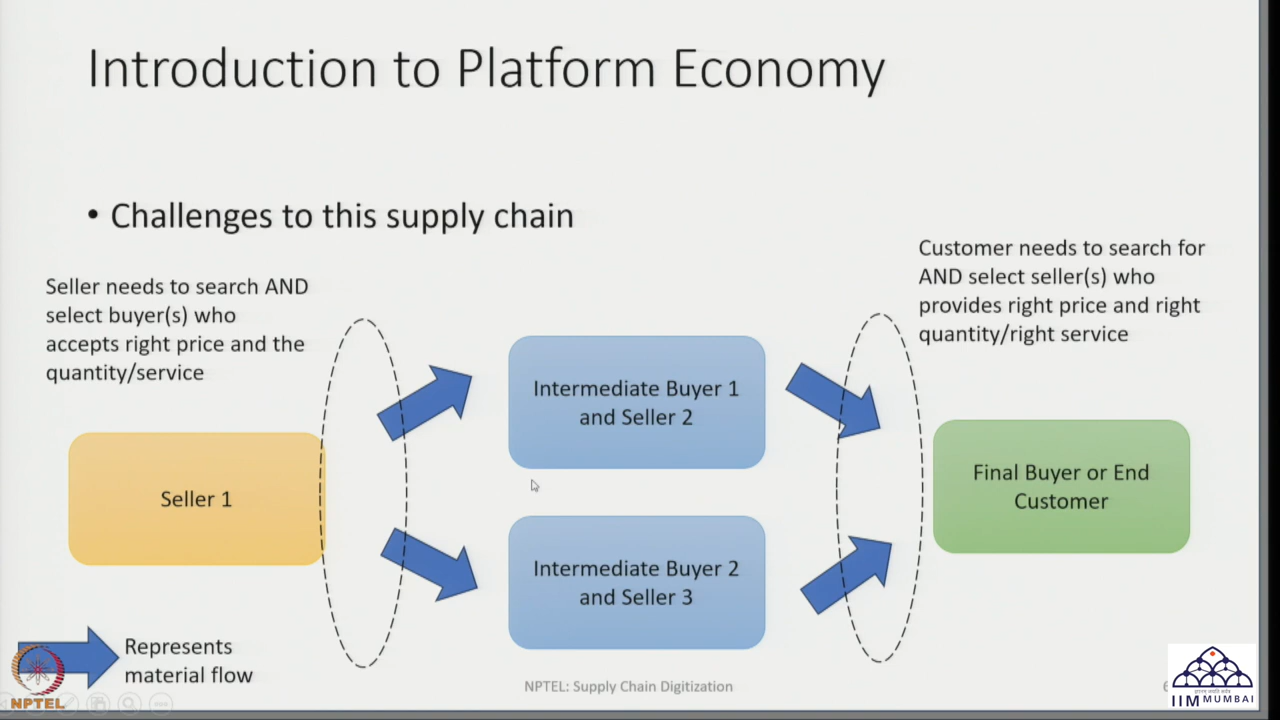 Introduction to Platform Economy
• Challenges to this supply chain
Seller needs to search AND
select buyer(s) who
accepts right price and the
quantity/service
Customer needs to search for
AND select seller(s) who
provides right price and right
quantity/right service
Intermediate Buyer 1
and Seller 2
Seller 1
Final Buyer or End
Customer
Intermediate Buyer 2
and Seller 3
Represents
material flow
NPTEL
NPTEL: Supply Chain Digitization
IIM MUMBAI